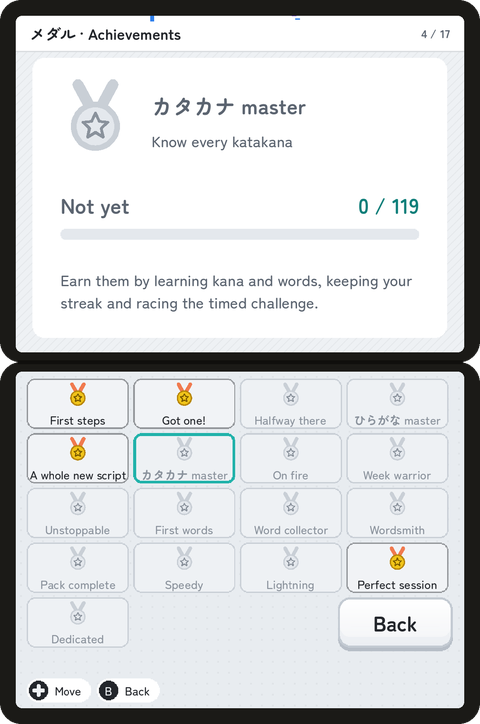 メダル · Achievements
4 / 17
カタカナ master
Know every katakana
Not yet
0 / 119
Earn them by learning kana and words, keeping your
streak and racing the timed challenge.
First steps
Got one!
Halfway there
ひらがな master
A whole new script
カタカナ master
On fire
Week warrior
Unstoppable
First words
Word collector
Wordsmith
Pack complete
Speedy
Lightning
Perfect session
Dedicated
Back
Move
B Back